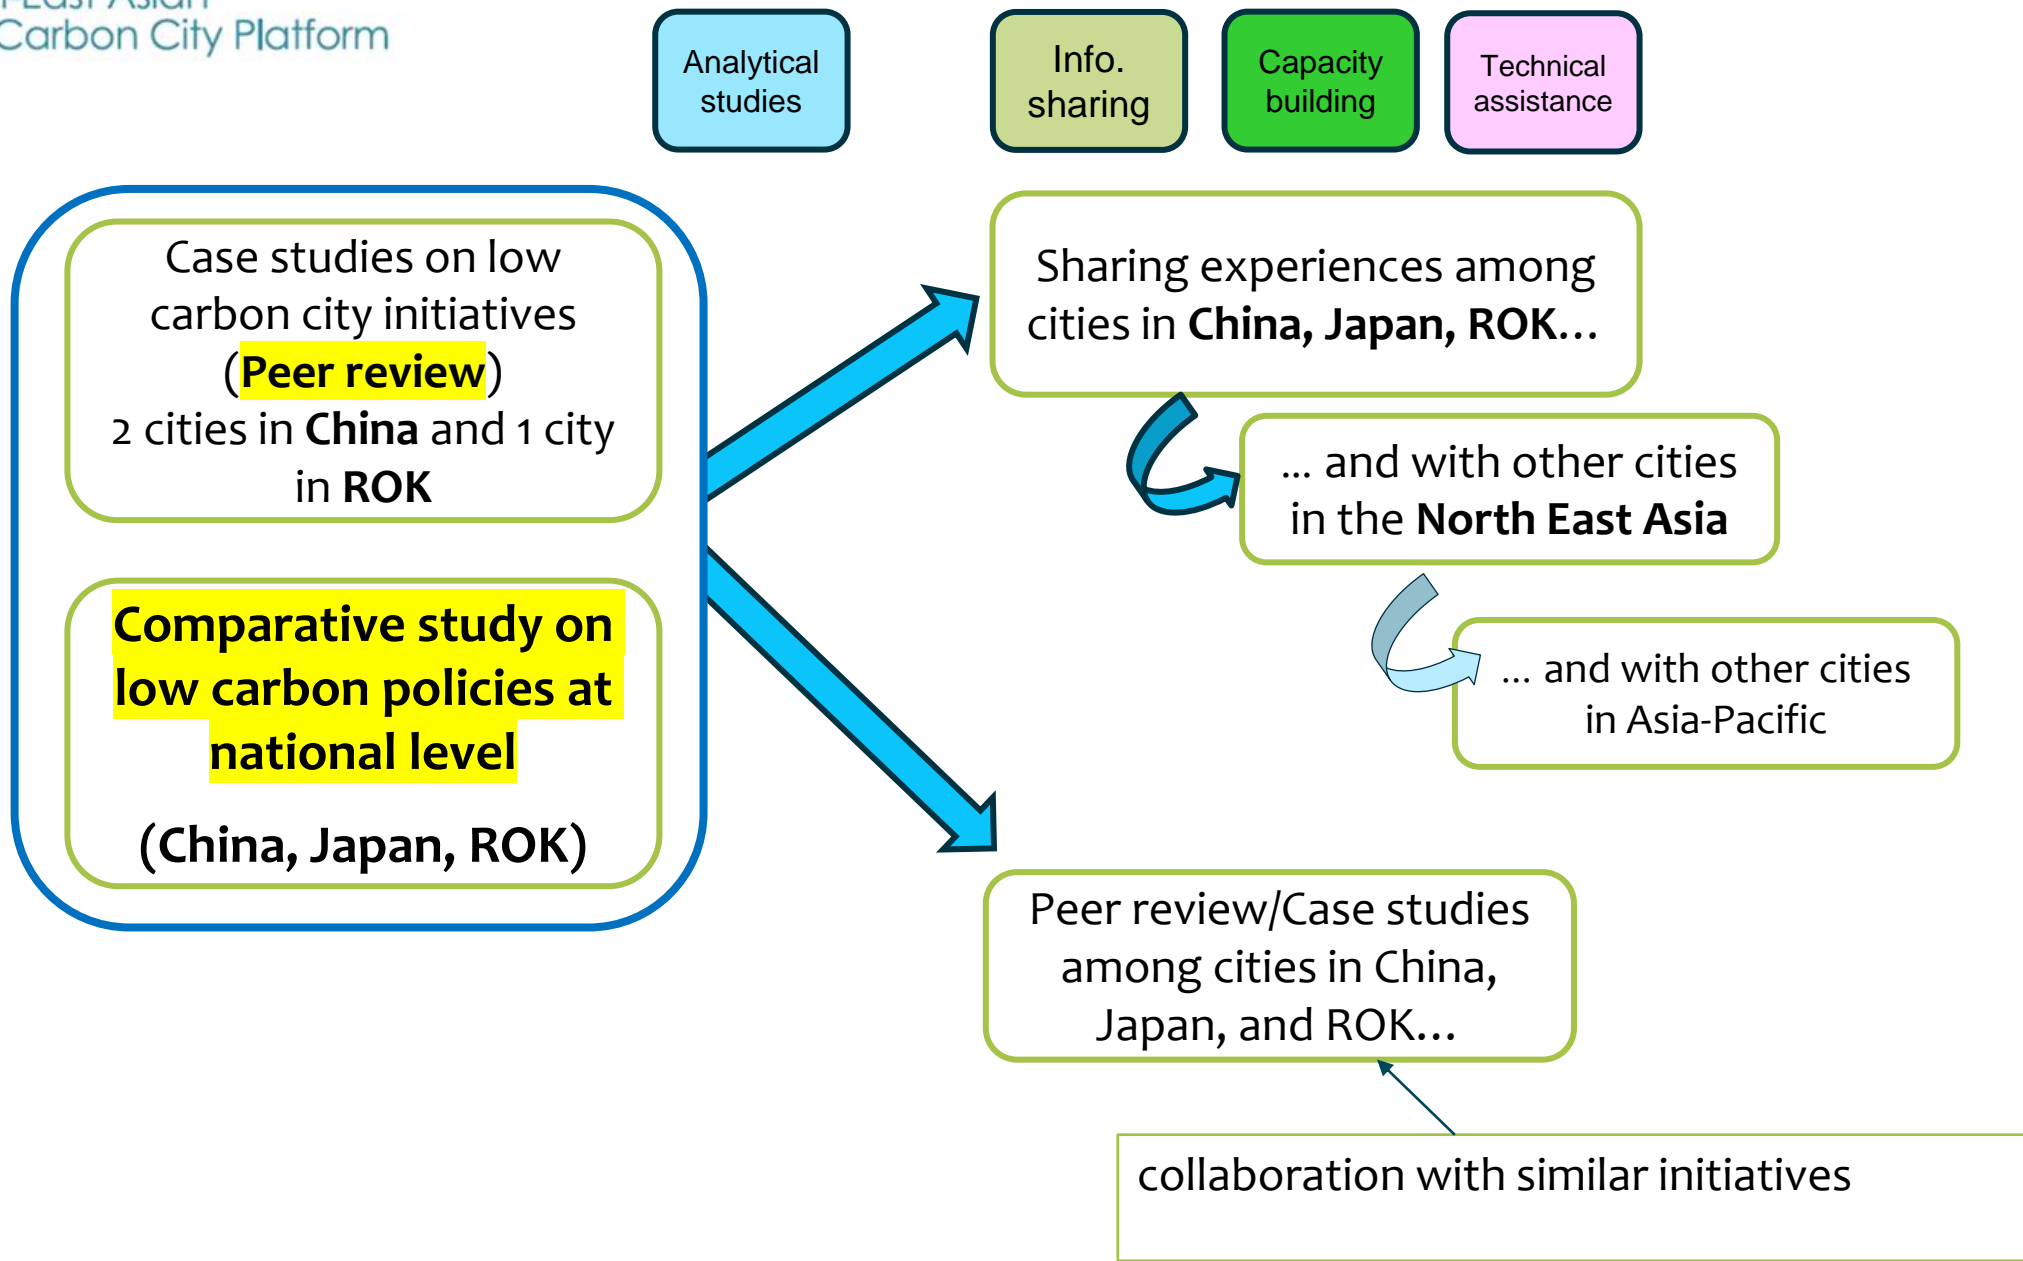 East Asian
Carbon City Platform
Analytical
studies
Info.
sharing
Capacity
building
Technical
assistance
Case studies on low
carbon city initiatives
(Peer review)
2 cities in China and 1 city
in ROK
Comparative study on
low carbon policies at
national level
(China, Japan, ROK)
Sharing experiences among
cities in China, Japan, ROK…
… and with other cities
in the North East Asia
… and with other cities
in Asia-Pacific
Peer review/Case studies
among cities in China,
Japan, and ROK…
collaboration with similar initiatives